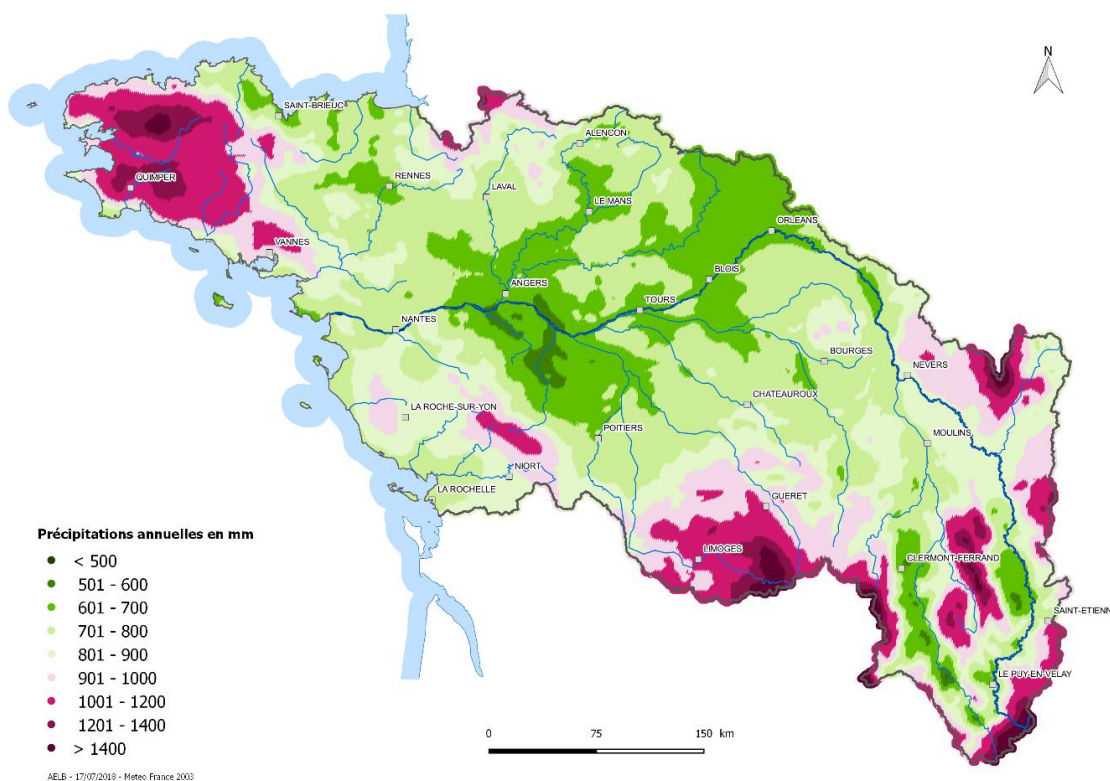 N
SAINT-BRIEUC
ALENCON
QUIMPER
RENNES
LAVAL
LE MANS
ORLEANS
VANNES
BLOIS
ANGERS
TOURS
NANTES
BOURGES
NEVERS
CHATEAUROUX
LA ROCHE-SUR-YON
POITIERS
MOULINS
NIORT
LA ROCHELLE
GUERET
LIMOGES
CLERMONT-FERRAND
SAINT-ETIENN
LE PUY-EN-VELAY
Précipitations annuelles en mm
< 500
501 - 600
601 - 700
701 - 800
801 - 900
901 - 1000
1001 - 1200
1201 - 1400
> 1400
0 75 150 km
AELB - 17/07/2018 - Meteo France 2003